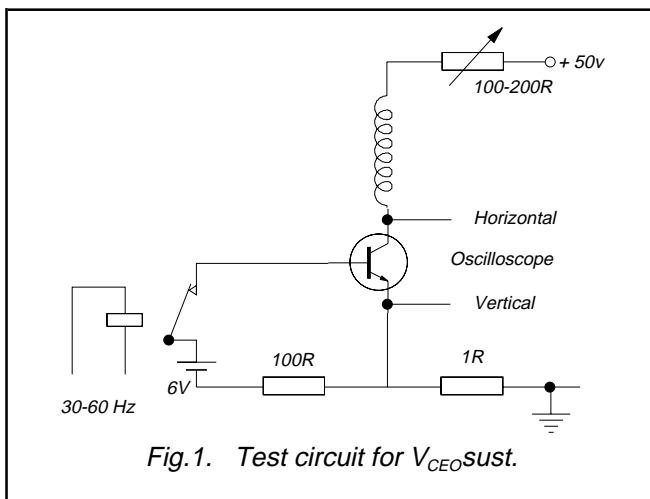 + 50v
100-200R
Horizontal
Oscilloscope
Vertical
100R
1R
6V
30-60 Hz
Fig.1. Test circuit for VCEOsust.